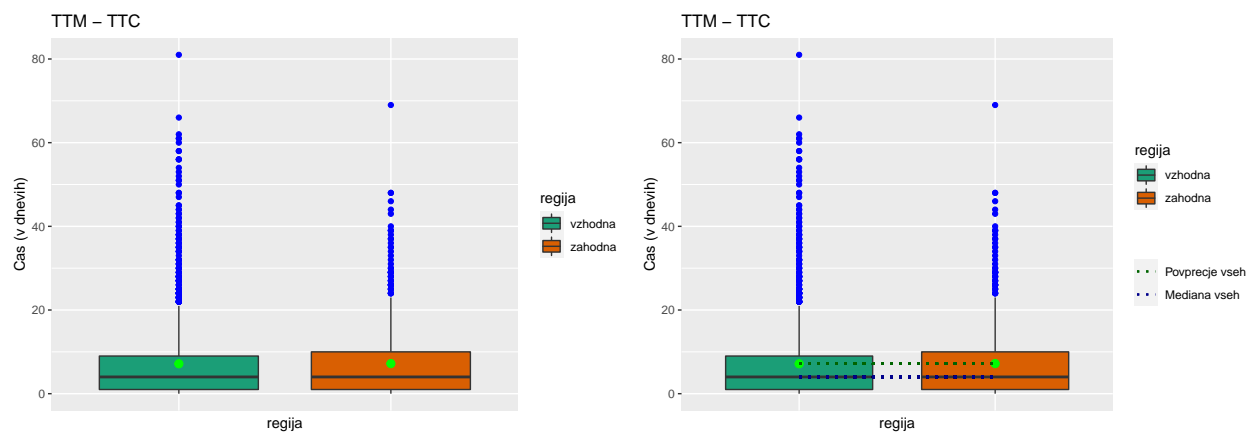 TTM – TTC
80
60
40
20
0
Cas (v dnevih)
regija
regija
vzhodna
zahodna
TTM – TTC
80
60
40
20
0
Cas (v dnevih)
regija
regija
vzhodna
zahodna
Povprecje vseh
Mediana vseh